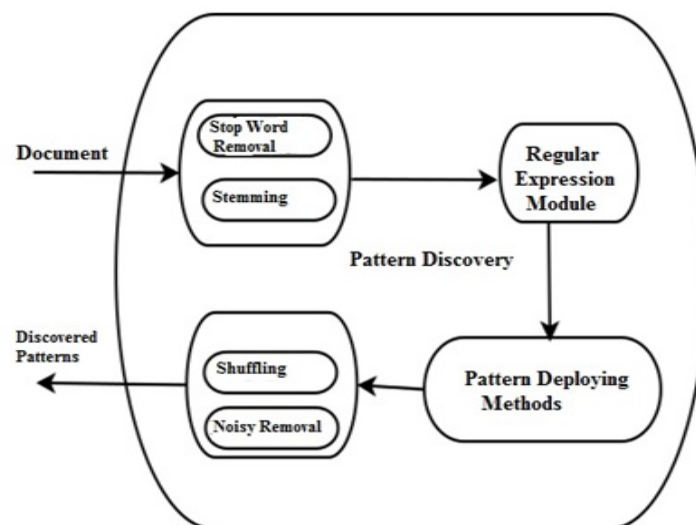 Document
Stop Word
Removal
Stemming
Regular
Expression
Module
Pattern Discovery
Pattern Deploying
Methods
Shuffling
Noisy Removal
Discovered
Patterns